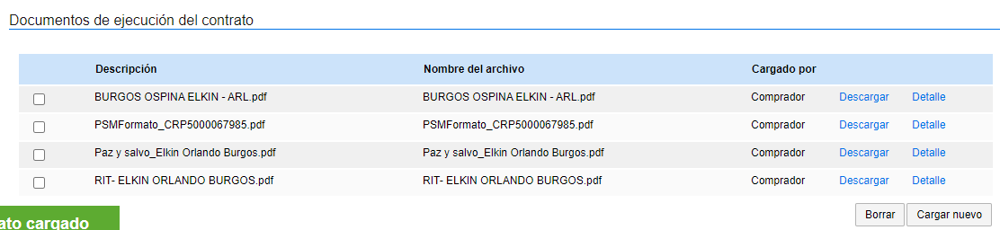 Documentos de ejecución del contrato
Descripción Nombre del archivo Cargado por
BURGOS OSPINA ELKIN - ARL.pdf BURGOS OSPINA ELKIN - ARL.pdf Comprador Descargar Detalle
PSMFormato_CRP5000067985.pdf PSMFormato_CRP5000067985.pdf Comprador Descargar Detalle
Paz y salvo_Elkin Orlando Burgos.pdf Paz y salvo_Elkin Orlando Burgos.pdf Comprador Descargar Detalle
RIT- ELKIN ORLANDO BURGOS.pdf RIT- ELKIN ORLANDO BURGOS.pdf Comprador Descargar Detalle
Borrar Cargar nuevo
ato cargado